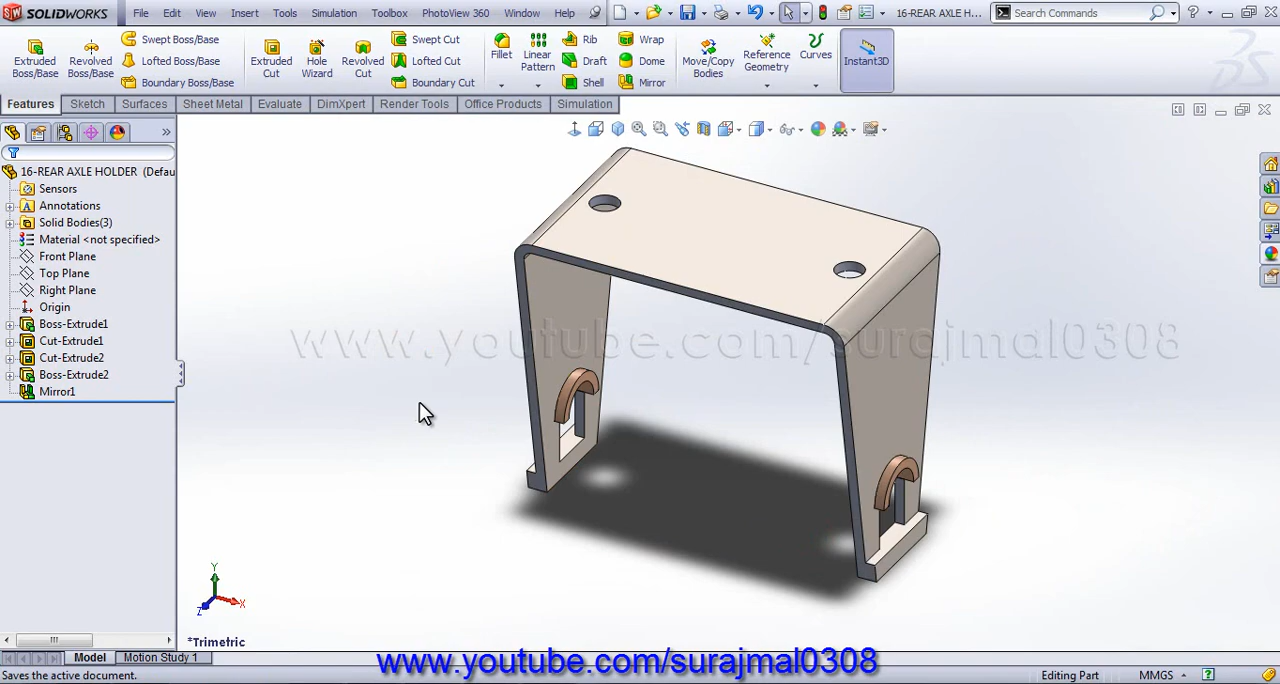 SOLIDWORKS File Edit View Insert Tools Simulation Toolbox PhotoView 360 Window Help 16-REAR AXLE H... Search Commands
Extruded Boss/Base
Revolved Boss/Base
Swept Boss/Base
Lofted Boss/Base
Boundary Boss/Base
Extruded Cut
Hole Wizard
Revolved Cut
Swept Cut
Lofted Cut
Boundary Cut
Fillet
Linear Pattern
Rib
Draft
Shell
Wrap
Dome
Mirror
Move/Copy Bodies
Reference Geometry
Curves
Instant3D
Features Sketch Surfaces Sheet Metal Evaluate DimXpert Render Tools Office Products Simulation
16-REAR AXLE HOLDER (Defau
Sensors
Annotations
Solid Bodies(3)
Material <not specified>
Front Plane
Top Plane
Right Plane
Origin
Boss-Extrude1
Cut-Extrude1
Cut-Extrude2
Boss-Extrude2
Mirror1
www.youtube.com/surajmal0308
Y
X
Z
*Trimetric
Model Motion Study 1
www.youtube.com/surajmal0308
Saves the active document. Editing Part MMGS